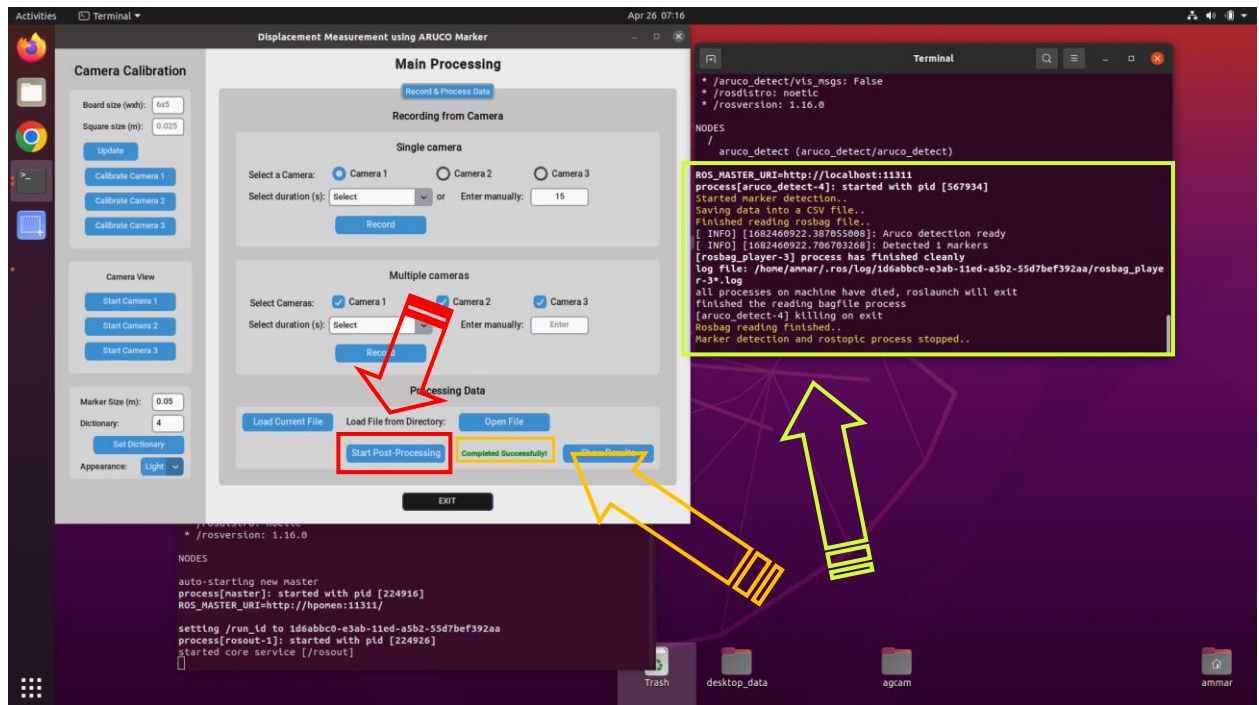 Activities
Terminal
Apr 26 07:16
Displacement Measurement using ARUCO Marker
Camera Calibration
Board size (wxh):
6x5
Square size (m):
0.025
Update
Calibrate Camera 1
Calibrate Camera 2
Calibrate Camera 3
Camera View
Start Camera 1
Start Camera 2
Start Camera 3
Marker Size (m):
0.05
Dictionary:
4
Set Dictionary
Appearance:
Light
Main Processing
Record & Process Data
Recording from Camera
Single camera
Select a Camera:
Camera 1
Camera 2
Camera 3
Select duration (s):
Select
or
Enter manually:
15
Record
Multiple cameras
Select Cameras:
Camera 1
Camera 2
Camera 3
Select duration (s):
Select
Enter manually:
Enter
Record
Processing Data
Load Current File
Load File from Directory:
Open File
Start Post-Processing
Completed Successfully!
Show Results
EXIT
Terminal
* /aruco_detect/vis_msgs: False
* /rosdistro: noetic
* /rosversion: 1.16.0
NODES
/
aruco_detect (aruco_detect/aruco_detect)
ROS_MASTER_URI=http://localhost:11311
process[aruco_detect-4]: started with pid [567934]
Started marker detection..
Saving data into a CSV file..
Finished reading rosbag file..
[ INFO] [1682460922.387055008]: Aruco detection ready
[ INFO] [1682460922.706703268]: Detected 1 markers
[rosbag_player-3] process has finished cleanly
log file: /home/ammar/.ros/log/1d6abbc0-e3ab-11ed-a5b2-55d7bef392aa/rosbag_playe
r-3*.log
all processes on machine have died, roslaunch will exit
finished the reading bagfile process
[aruco_detect-4] killing on exit
Rosbag reading finished..
Marker detection and rostopic process stopped..
* /rosdistro: noetic
* /rosversion: 1.16.0
NODES
auto-starting new master
process[master]: started with pid [224916]
ROS_MASTER_URI=http://hpomen:11311/
setting /run_id to 1d6abbc0-e3ab-11ed-a5b2-55d7bef392aa
process[rosout-1]: started with pid [224926]
started core service [/rosout]
Trash
desktop_data
agcam
ammar